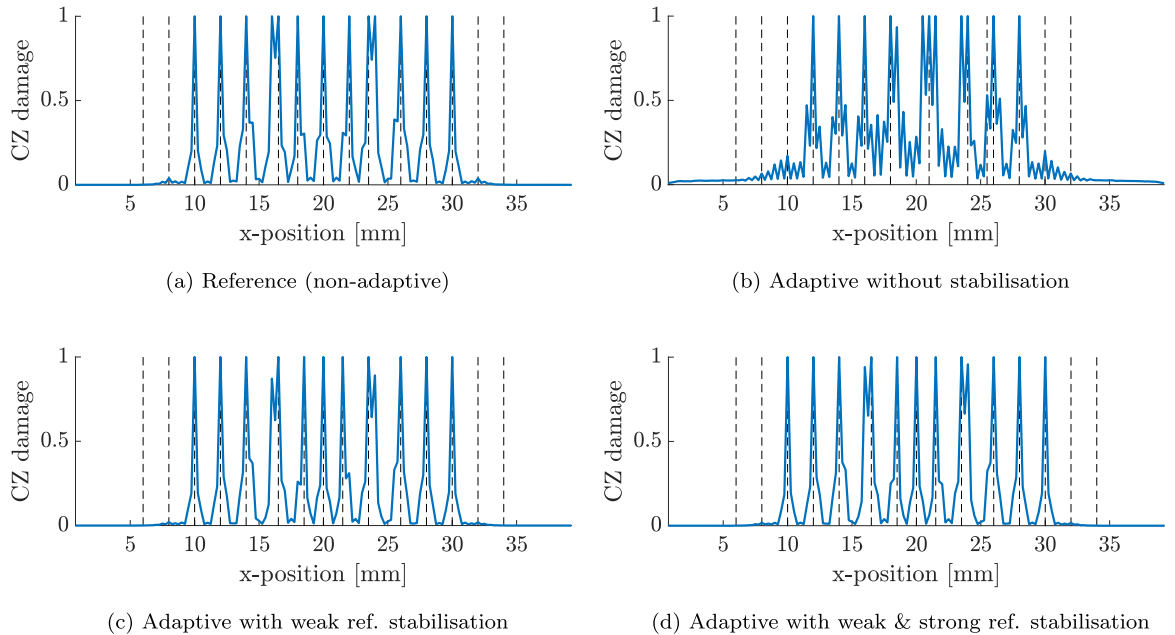 1
0.5
0
CZ damage
5 10 15 20 25 30 35
x-position [mm]
(a) Reference (non-adaptive)
1
0.5
0
CZ damage
5 10 15 20 25 30 35
x-position [mm]
(b) Adaptive without stabilisation
1
0.5
0
CZ damage
5 10 15 20 25 30 35
x-position [mm]
(c) Adaptive with weak ref. stabilisation
1
0.5
0
CZ damage
5 10 15 20 25 30 35
x-position [mm]
(d) Adaptive with weak & strong ref. stabilisation